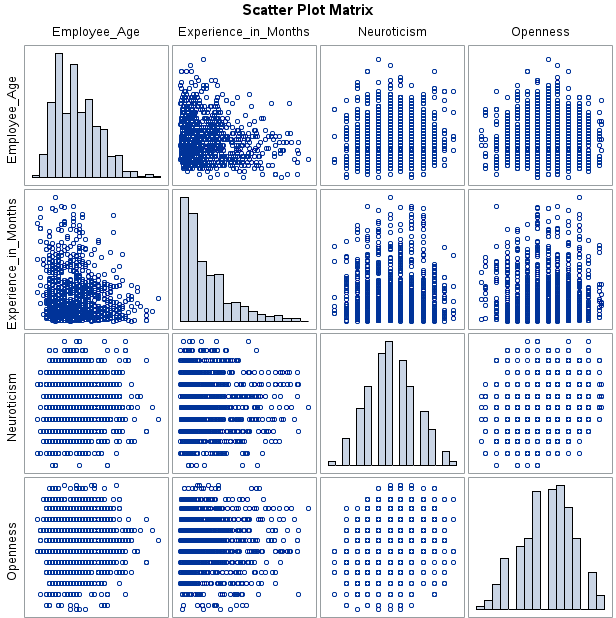 Scatter Plot Matrix
Employee_Age Experience_in_Months Neuroticism Openness
Employee_Age
Experience_in_Months
Neuroticism
Openness